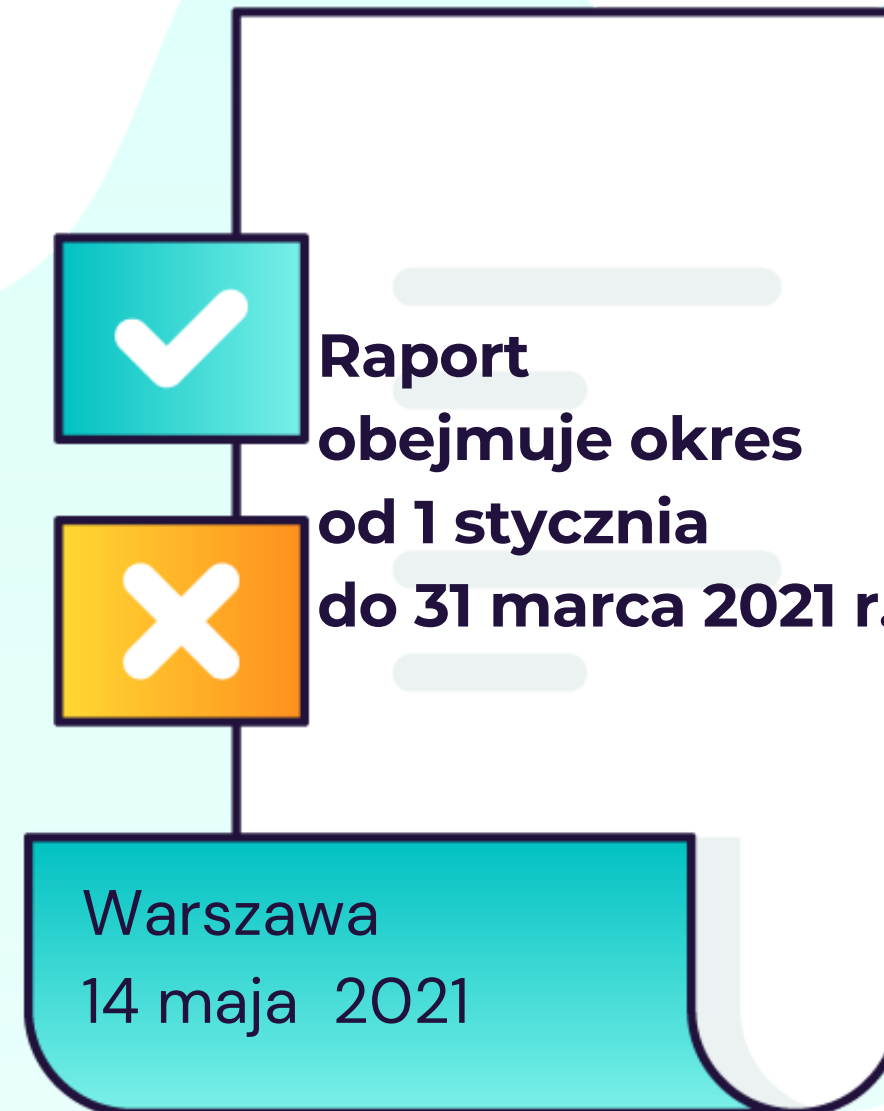 Raport
obejmuje okres
od 1 stycznia
do 31 marca 2021 r.
Warszawa
14 maja  2021